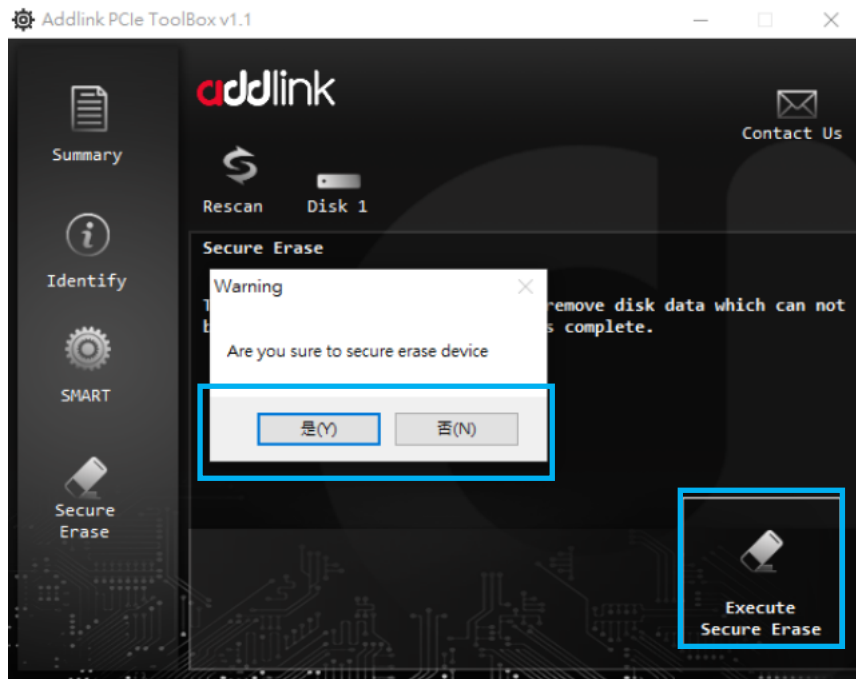 Addlink PCIe ToolBox v1.1
addlink
Contact Us
Summary
Rescan
Disk 1
Identify
Secure Erase
Warning
remove disk data which can not
complete.
Are you sure to secure erase device
是(Y)
否(N)
SMART
Secure
Erase
Execute
Secure Erase